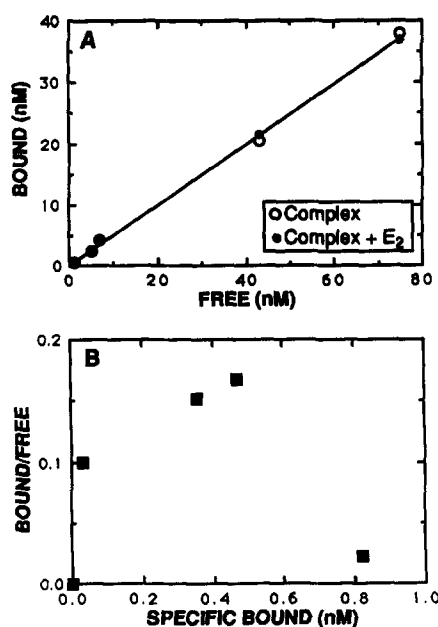 A
BOUND (nM)
40
30
20
10
0
Complex
Complex + E2
0 20 40 60 80
FREE (nM)
B
BOUND/FREE
0.2
0.1
0.0
0.0 0.2 0.4 0.6 0.8 1.0
SPECIFIC BOUND (nM)